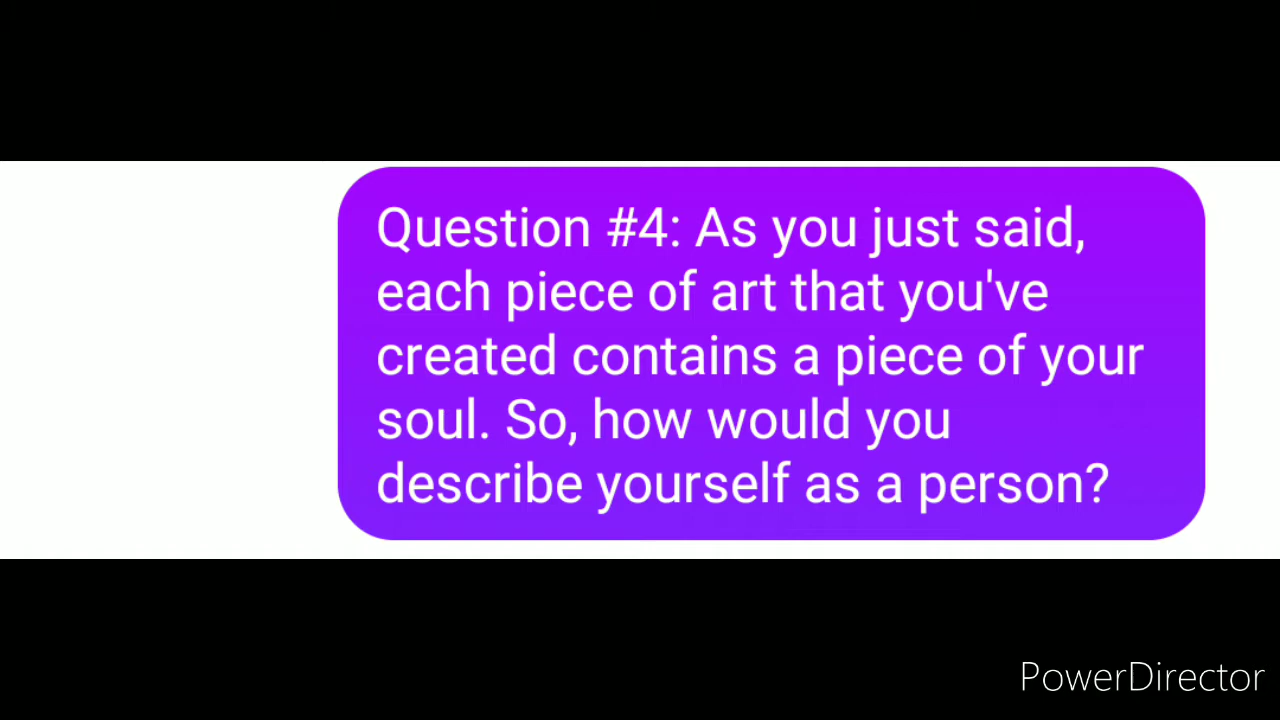 Question #4: As you just said,
each piece of art that you've
created contains a piece of your
soul. So, how would you
describe yourself as a person?
PowerDirector